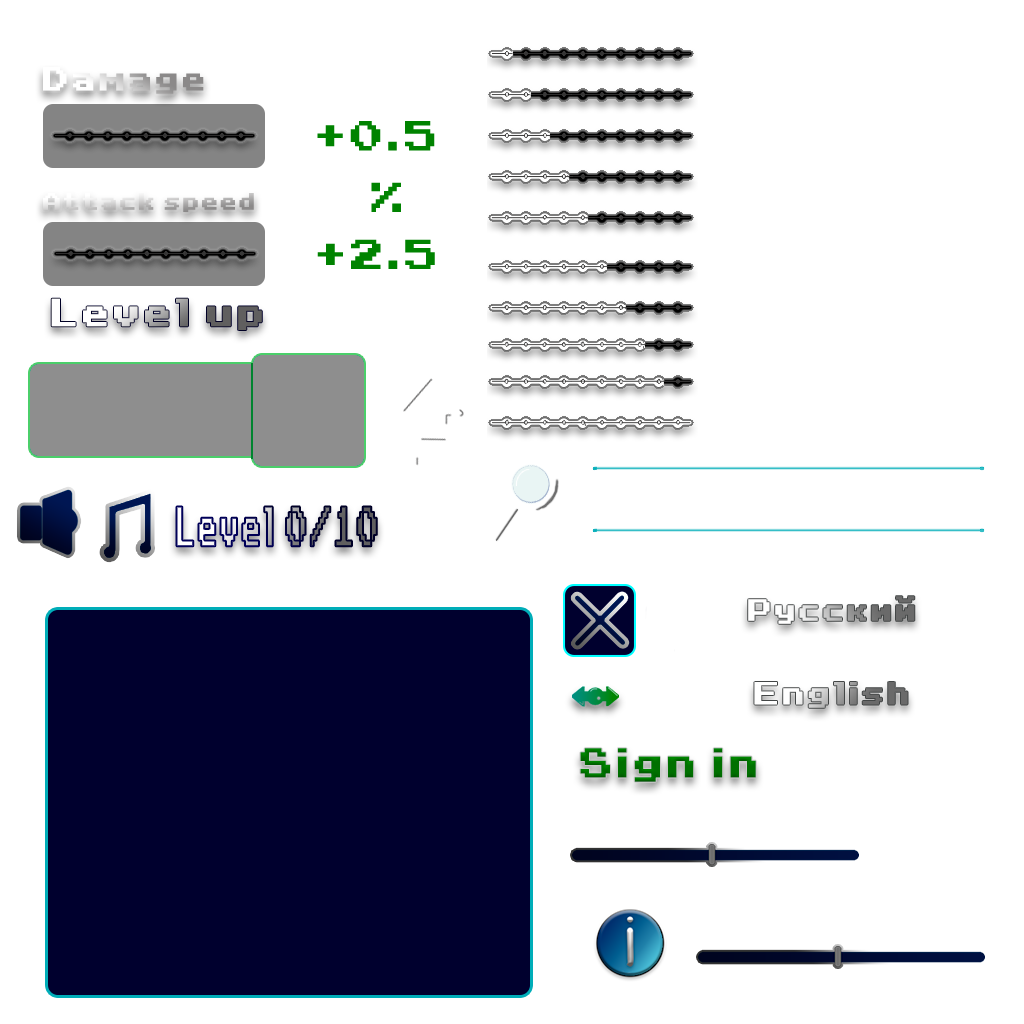 Damage
+0.5
%
Attack speed
+2.5
Level up
Level 0/10
Русский
English
Sign in
i